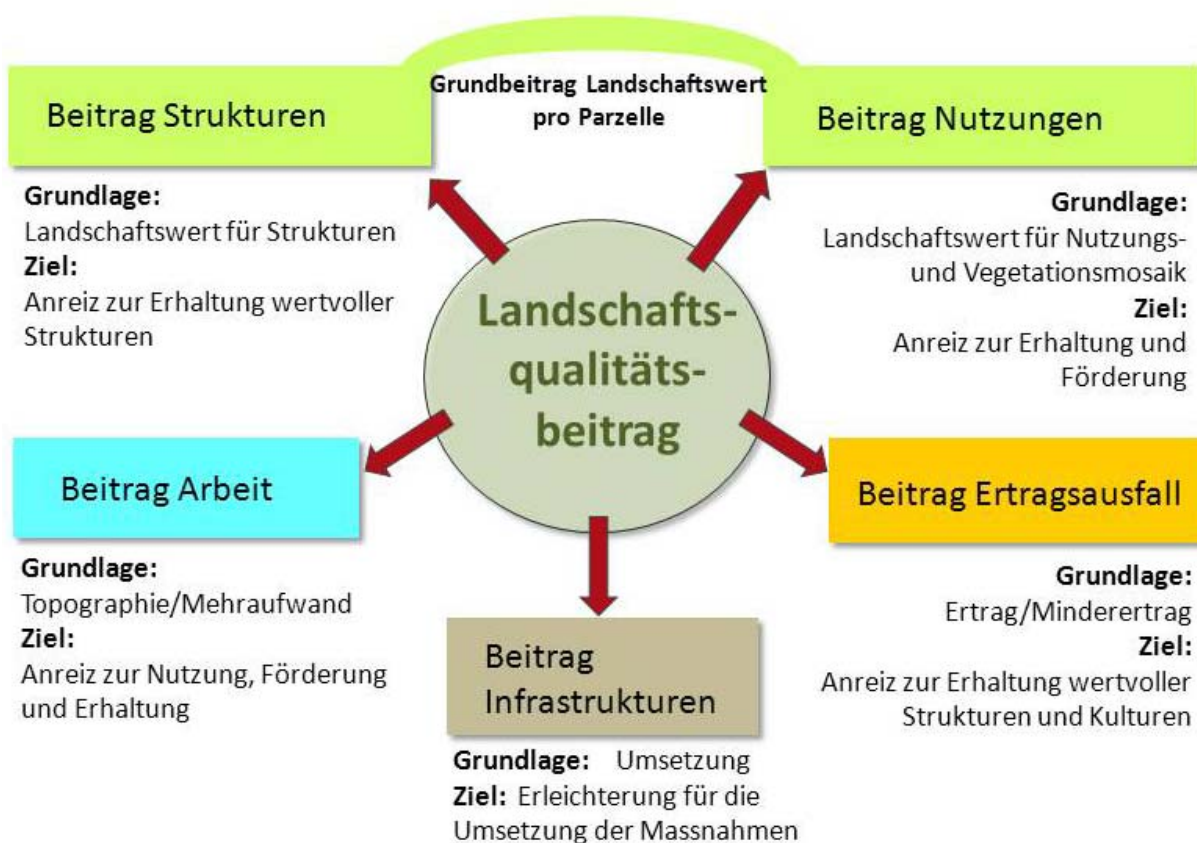 Grundbeitrag Landschaftswert
pro Parzelle
Beitrag Strukturen
Grundlage:
Landschaftswert für Strukturen
Ziel:
Anreiz zur Erhaltung wertvoller
Strukturen
Beitrag Nutzungen
Grundlage:
Landschaftswert für Nutzungs-
und Vegetationsmosaik
Ziel:
Anreiz zur Erhaltung und
Förderung
Landschafts-
qualitäts-
beitrag
Beitrag Arbeit
Grundlage:
Topographie/Mehraufwand
Ziel:
Anreiz zur Nutzung, Förderung
und Erhaltung
Beitrag Ertragsausfall
Grundlage:
Ertrag/Minderertrag
Ziel:
Anreiz zur Erhaltung wertvoller
Strukturen und Kulturen
Beitrag
Infrastrukturen
Grundlage: Umsetzung
Ziel: Erleichterung für die
Umsetzung der Massnahmen